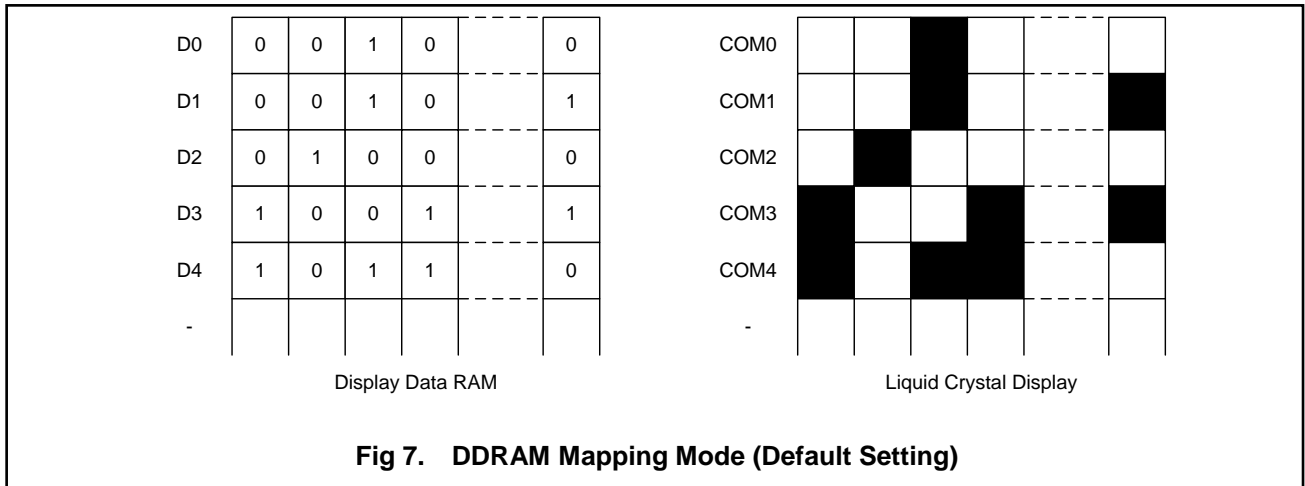 D0 0 0 1 0 0 COM0
D1 0 0 1 0 1 COM1
D2 0 1 0 0 0 COM2
D3 1 0 0 1 1 COM3
D4 1 0 1 1 0 COM4
- -
Display Data RAM Liquid Crystal Display
Fig 7. DDRAM Mapping Mode (Default Setting)